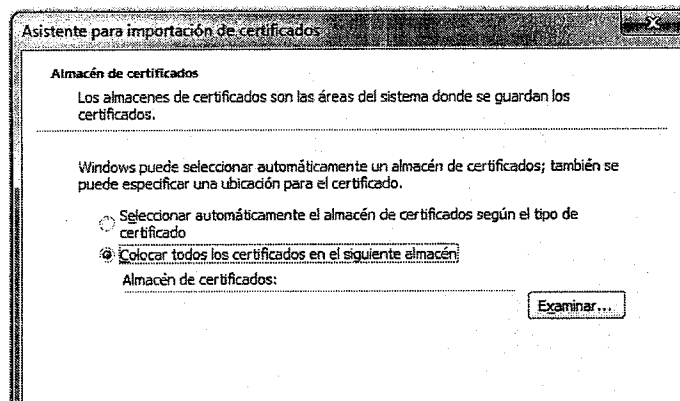 Asistente para importación de certificados
Almacén de certificados
Los almacenes de certificados son las áreas del sistema donde se guardan los
certificados.
Windows puede seleccionar automáticamente un almacén de certificados; también se
puede especificar una ubicación para el certificado.
Seleccionar automáticamente el almacén de certificados según el tipo de
certificado
Colocar todos los certificados en el siguiente almacén
Almacén de certificados:
Examinar...